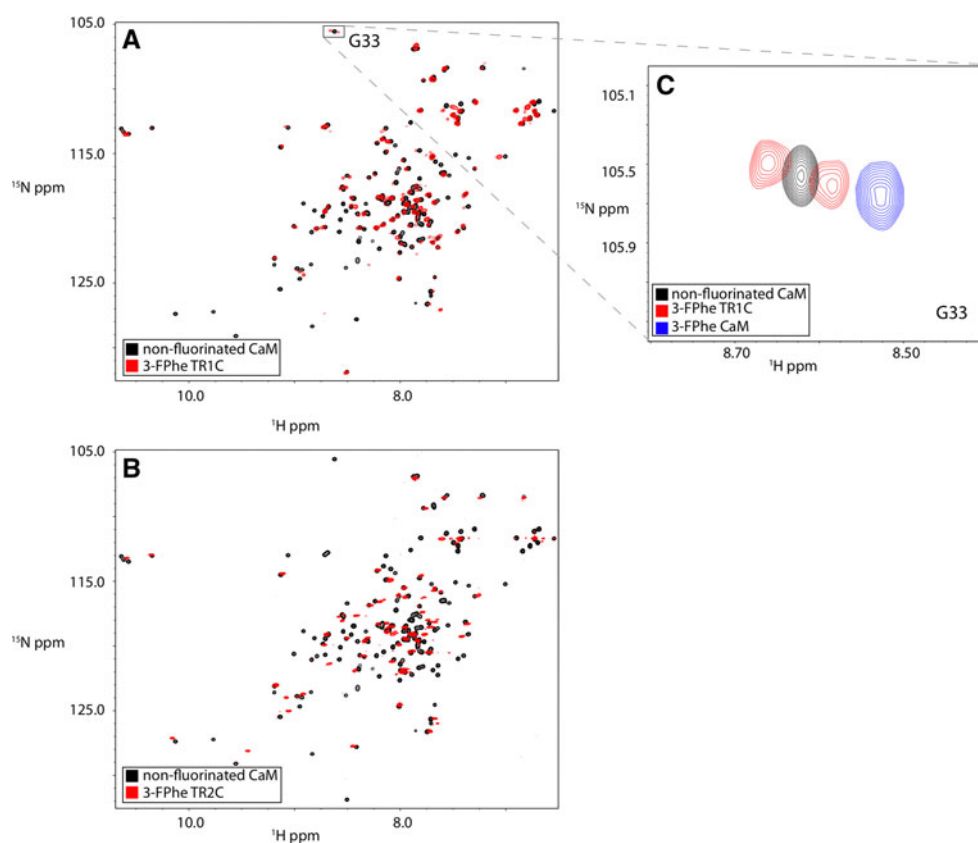 A
105.0
G33
115.0
¹⁵N ppm
125.0
non-fluorinated CaM
3-FPhe TR1C
10.0 8.0
¹H ppm
C
105.1
105.5
¹⁵N ppm
105.9
non-fluorinated CaM
3-FPhe TR1C
3-FPhe CaM
G33
8.70 8.50
¹H ppm
B
105.0
115.0
¹⁵N ppm
125.0
non-fluorinated CaM
3-FPhe TR2C
10.0 8.0
¹H ppm